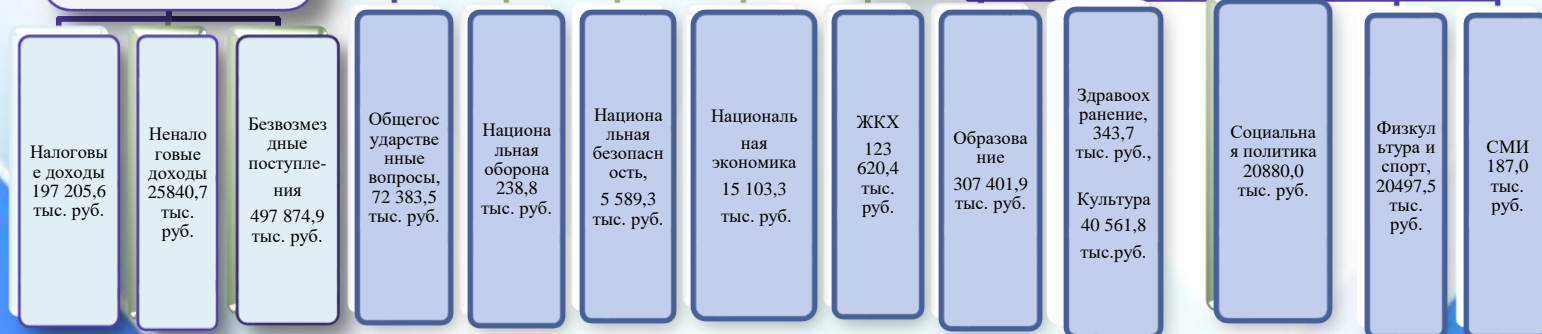 Налоговы
е доходы
197 205,6
тыс. руб.
Ненало
говые
доходы
25840,7
тыс.
руб.
Безвозмез
дные
поступле-
ния
497 874,9
тыс. руб.
Общегос
ударстве
нные
вопросы,
72 383,5
тыс. руб.
Национа
льная
оборона
238,8
тыс. руб.
Национа
льная
безопасн
ость,
5 589,3
тыс. руб.
Националь
ная
экономика
15 103,3
тыс. руб.
ЖКХ
123
620,4
тыс.
руб.
Образова
ние
307 401,9
тыс. руб.
Здравоох
ранение,
343,7
тыс. руб.,
Культура
40 561,8
тыс.руб.
Социальна
я политика
20880,0
тыс. руб.
Физкул
ьтура и
спорт,
20497,5
тыс.
руб.
СМИ
187,0
тыс.
руб.